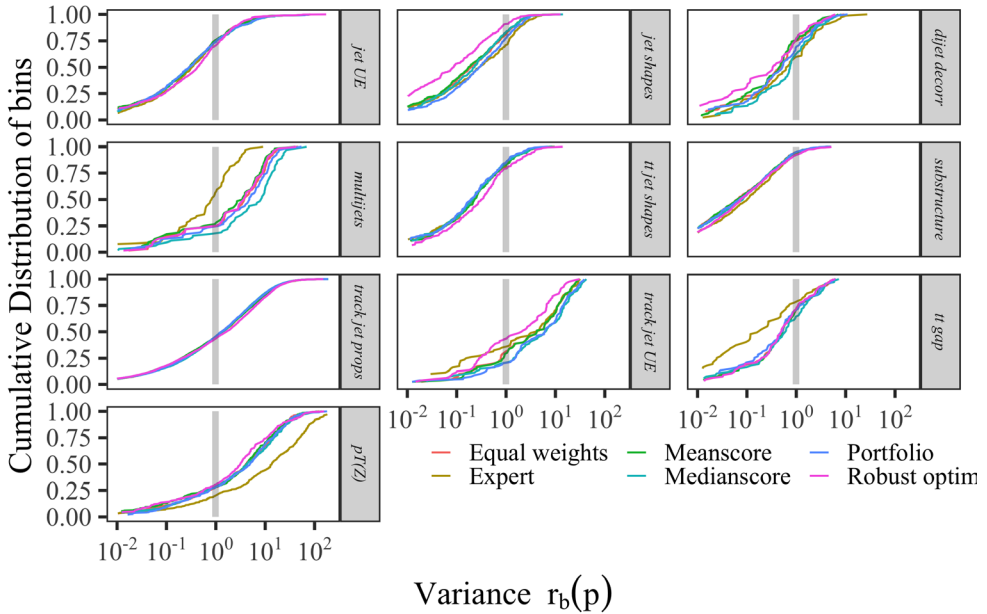 Cumulative Distribution of bins
1.00
0.75
0.50
0.25
0.00
jet UE
jet shapes
dijet decorr
1.00
0.75
0.50
0.25
0.00
multijets
tt jet shapes
substructure
1.00
0.75
0.50
0.25
0.00
track jet props
track jet UE
tt gap
10⁻² 10⁻¹ 10⁰ 10¹ 10²
10⁻² 10⁻¹ 10⁰ 10¹ 10²
1.00
0.75
0.50
0.25
0.00
pT(Z)
Equal weights Meanscore Portfolio
Expert Medianscore Robust optim
10⁻² 10⁻¹ 10⁰ 10¹ 10²
Variance r_b(p)